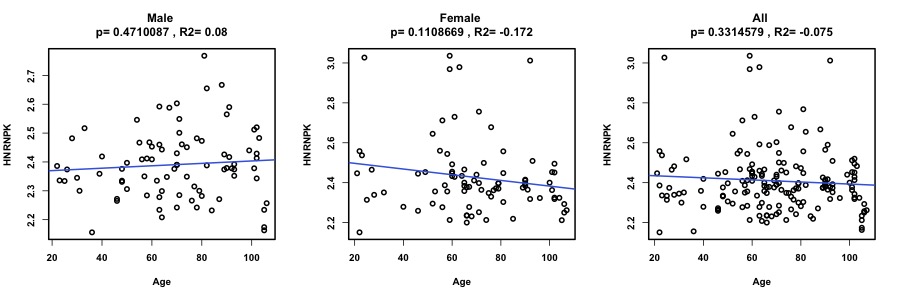 Male
p= 0.4710087 , R2= 0.08
HNRNPK
2.7
2.6
2.5
2.4
2.3
2.2
20 40 60 80 100
Age
Female
p= 0.1108669 , R2= -0.172
HNRNPK
3.0
2.8
2.6
2.4
2.2
20 40 60 80 100
Age
All
p= 0.3314579 , R2= -0.075
HNRNPK
3.0
2.8
2.6
2.4
2.2
20 40 60 80 100
Age